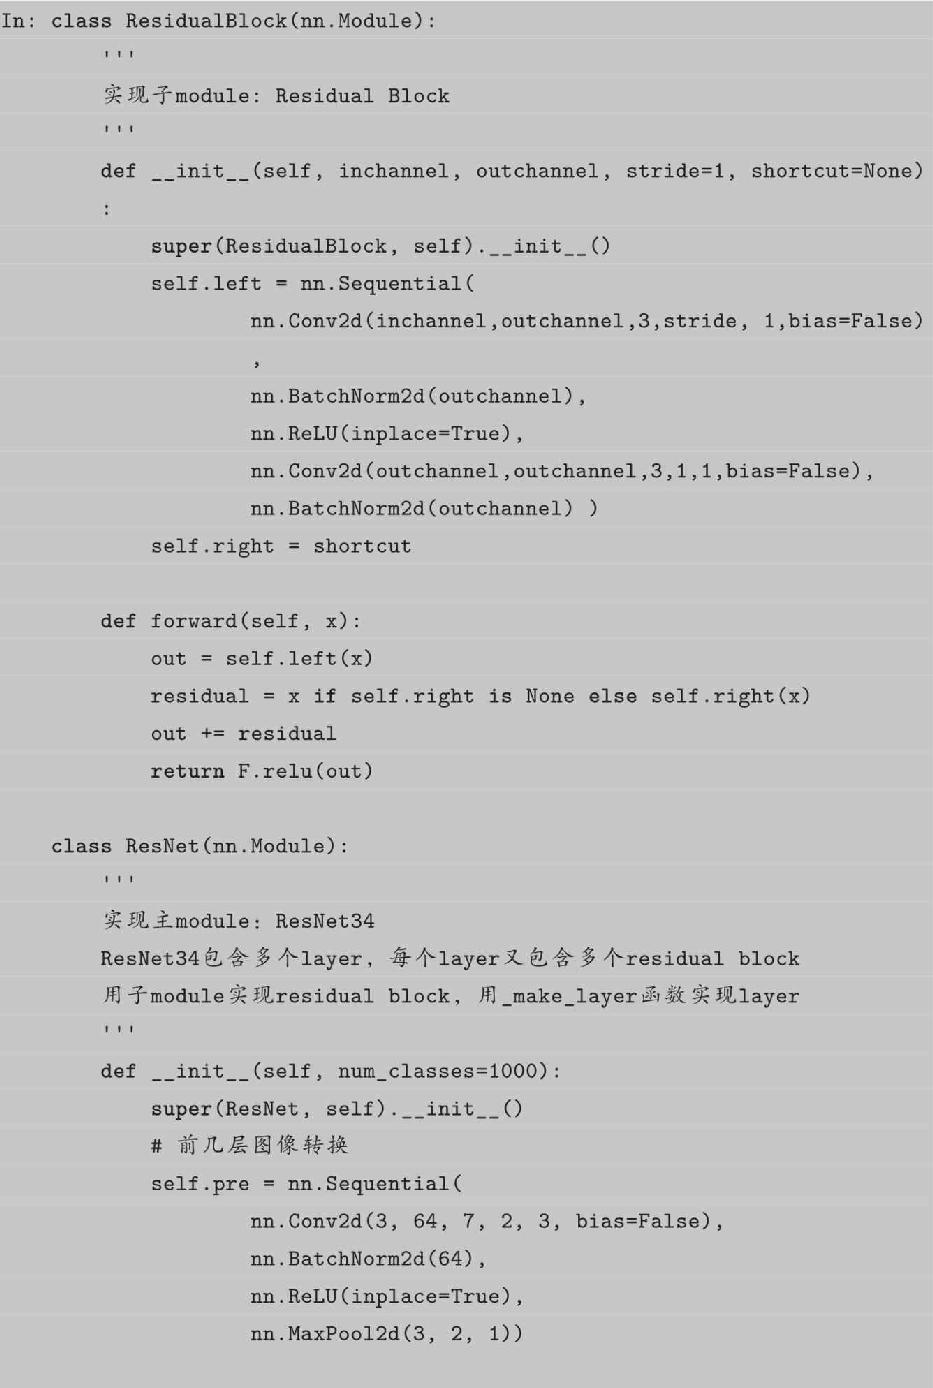 In: class ResidualBlock(nn.Module):
'''
实现子module: Residual Block
'''
def __init__(self, inchannel, outchannel, stride=1, shortcut=None)
:
super(ResidualBlock, self).__init__()
self.left = nn.Sequential(
nn.Conv2d(inchannel,outchannel,3,stride, 1,bias=False)
,
nn.BatchNorm2d(outchannel),
nn.ReLU(inplace=True),
nn.Conv2d(outchannel,outchannel,3,1,1,bias=False),
nn.BatchNorm2d(outchannel) )
self.right = shortcut
def forward(self, x):
out = self.left(x)
residual = x if self.right is None else self.right(x)
out += residual
return F.relu(out)
class ResNet(nn.Module):
'''
实现主module: ResNet34
ResNet34包含多个layer, 每个layer又包含多个residual block
用子module实现residual block, 用_make_layer函数实现layer
'''
def __init__(self, num_classes=1000):
super(ResNet, self).__init__()
# 前几层图像转换
self.pre = nn.Sequential(
nn.Conv2d(3, 64, 7, 2, 3, bias=False),
nn.BatchNorm2d(64),
nn.ReLU(inplace=True),
nn.MaxPool2d(3, 2, 1))